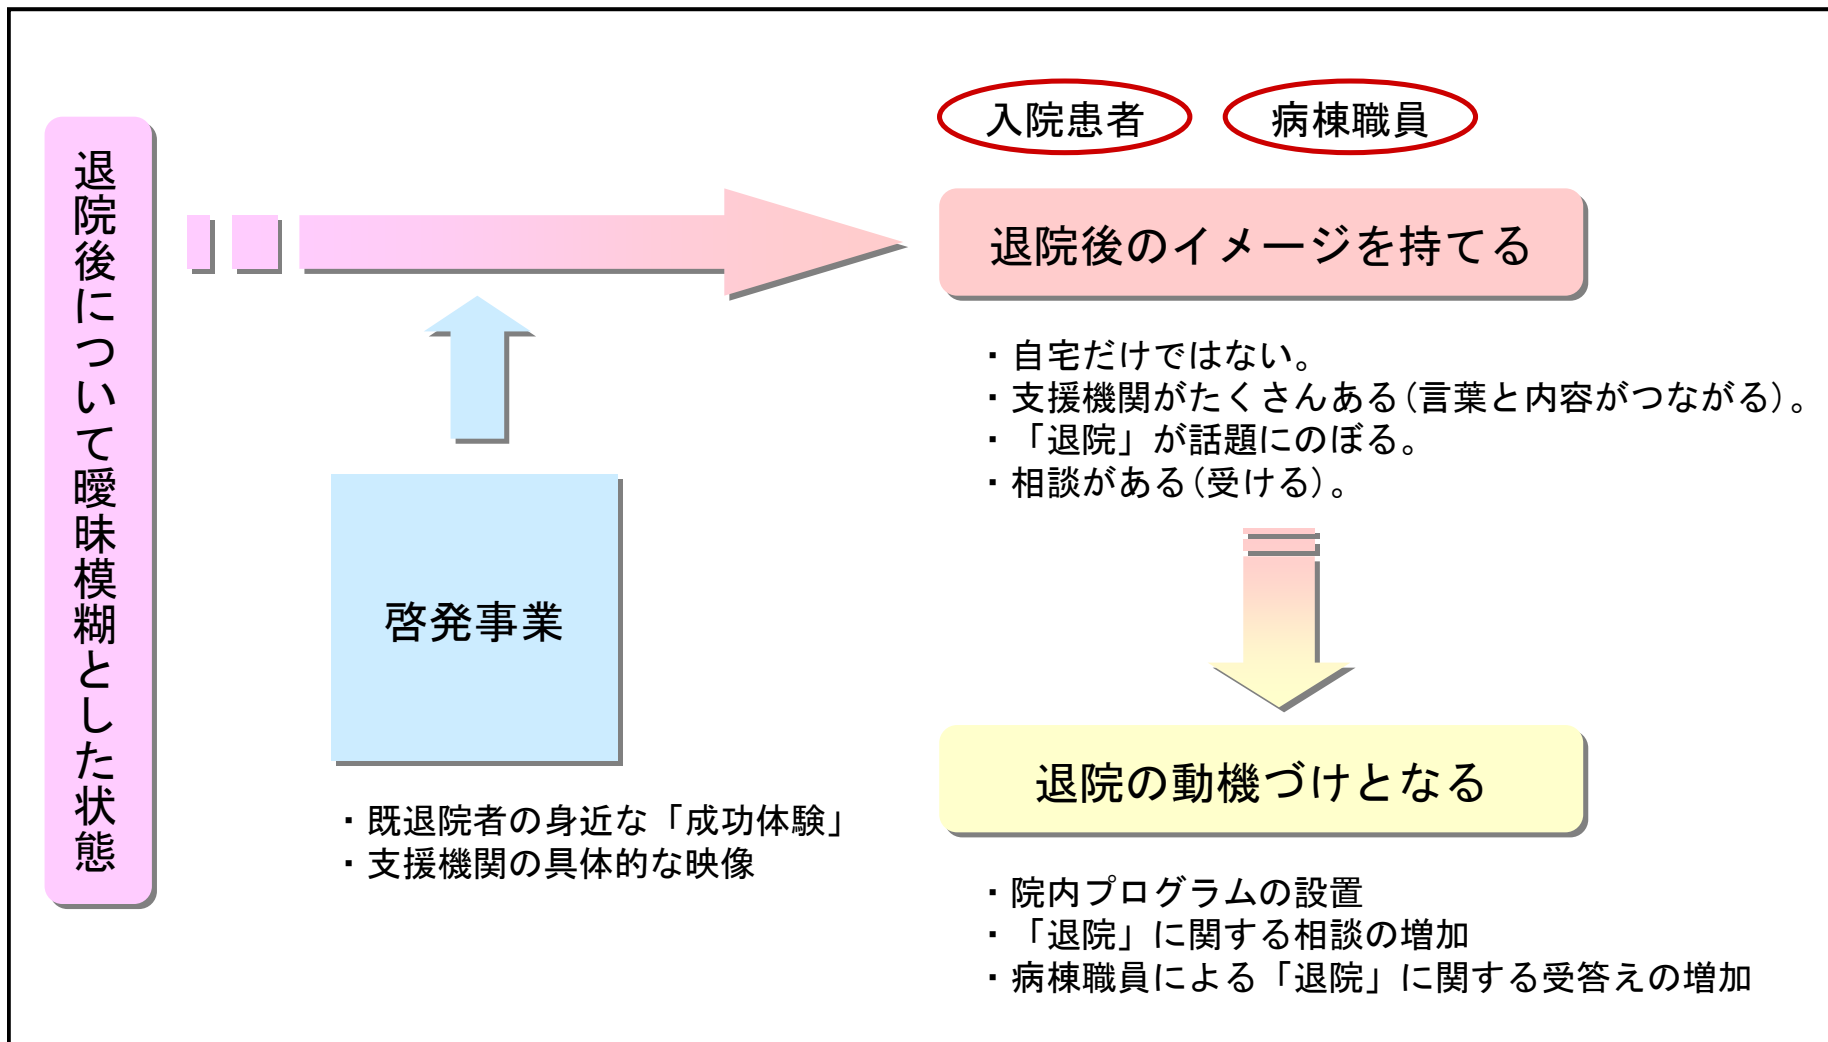 退院後について曖昧模糊とした状態
入院患者
病棟職員
退院後のイメージを持てる
・自宅だけではない。
・支援機関がたくさんある(言葉と内容がつながる)。
・「退院」が話題にのぼる。
・相談がある(受ける)。
啓発事業
・既退院者の身近な「成功体験」
・支援機関の具体的な映像
退院の動機づけとなる
・院内プログラムの設置
・「退院」に関する相談の増加
・病棟職員による「退院」に関する受答えの増加